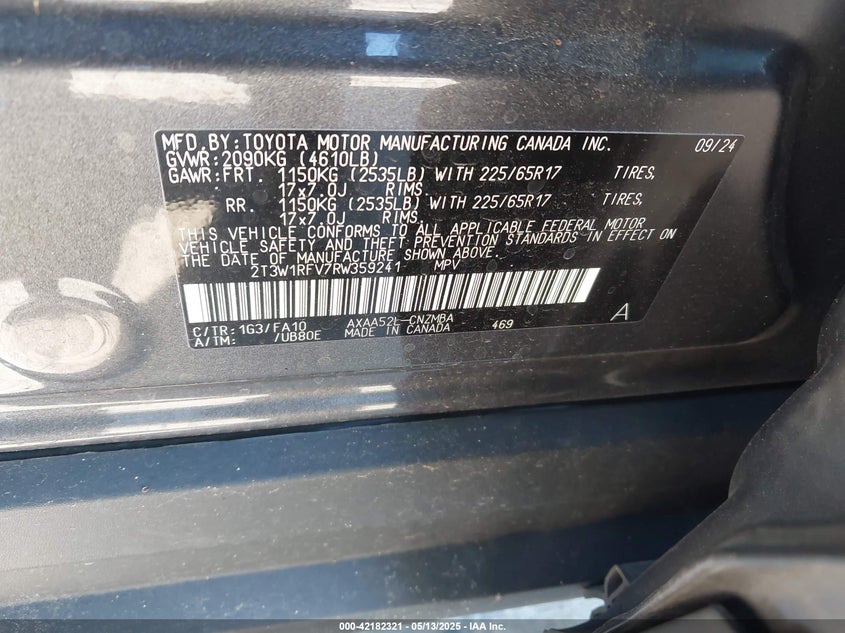 MFD.BY:TOYOTA MOTOR MANUFACTURING CANADA INC. 09/24
GVWR:2090KG (4610LB)
GAWR:FRT. 1150KG (2535LB) WITH 225/65R17 TIRES,
17x7.0J RIMS.
RR. 1150KG (2535LB) WITH 225/65R17 TIRES,
17x7.0J RIMS.
THIS VEHICLE CONFORMS TO ALL APPLICABLE FEDERAL MOTOR
VEHICLE SAFETY AND THEFT PREVENTION STANDARDS IN EFFECT ON
THE DATE OF MANUFACTURE SHOWN ABOVE.
2T3W1RFV7RW359241 MPV
C/TR: 1G3/FA10 AXAA52L-CNZMBA 469 A
A/TM: /UB80E MADE IN CANADA
000-42182321 - 05/13/2025 - IAA Inc.